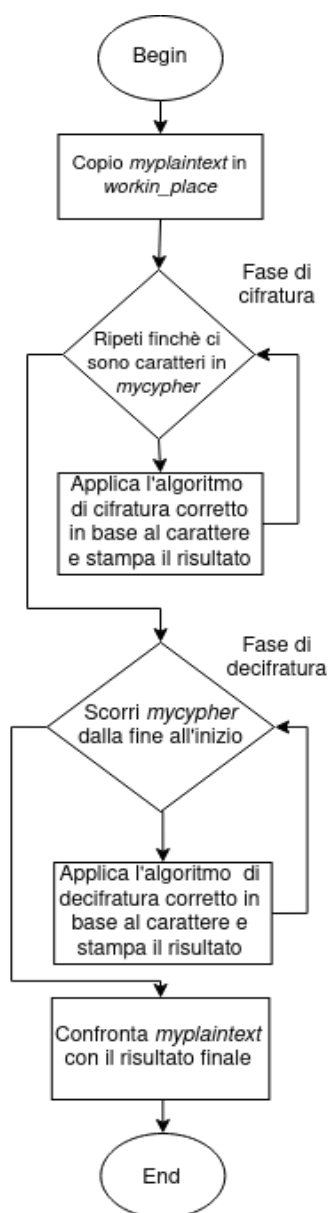 Begin
Copio myplaintext in
workin_place
Fase di
cifratura
Ripeti finchè ci
sono caratteri in
mycypher
Applica l'algoritmo
di cifratura corretto
in base al carattere
e stampa il risultato
Fase di
decifratura
Scorri mycypher
dalla fine all'inizio
Applica l'algoritmo di
decifratura corretto in
base al carattere e
stampa il risultato
Confronta myplaintext
con il risultato finale
End